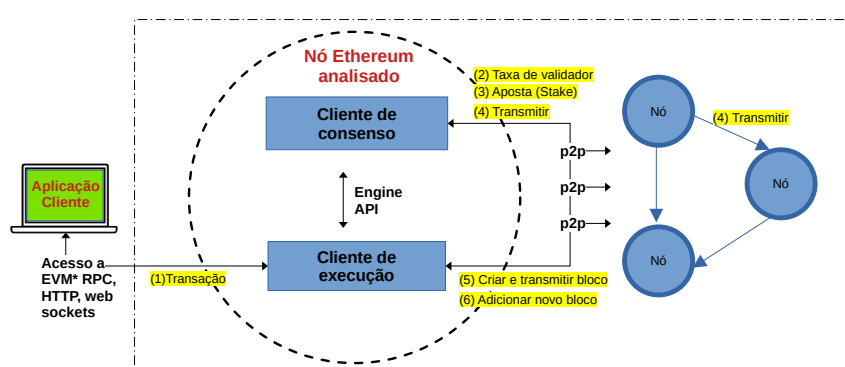 Nó Ethereum
analisado
(2) Taxa de validador
(3) Aposta (Stake)
(4) Transmitir
Cliente de
consenso
Engine
API
Cliente de
execução
Aplicação
Cliente
Acesso a
EVM* RPC,
HTTP, web
sockets
(1)Transação
(5) Criar e transmitir bloco
(6) Adicionar novo bloco
p2p
p2p
p2p
Nó
(4) Transmitir
Nó
Nó